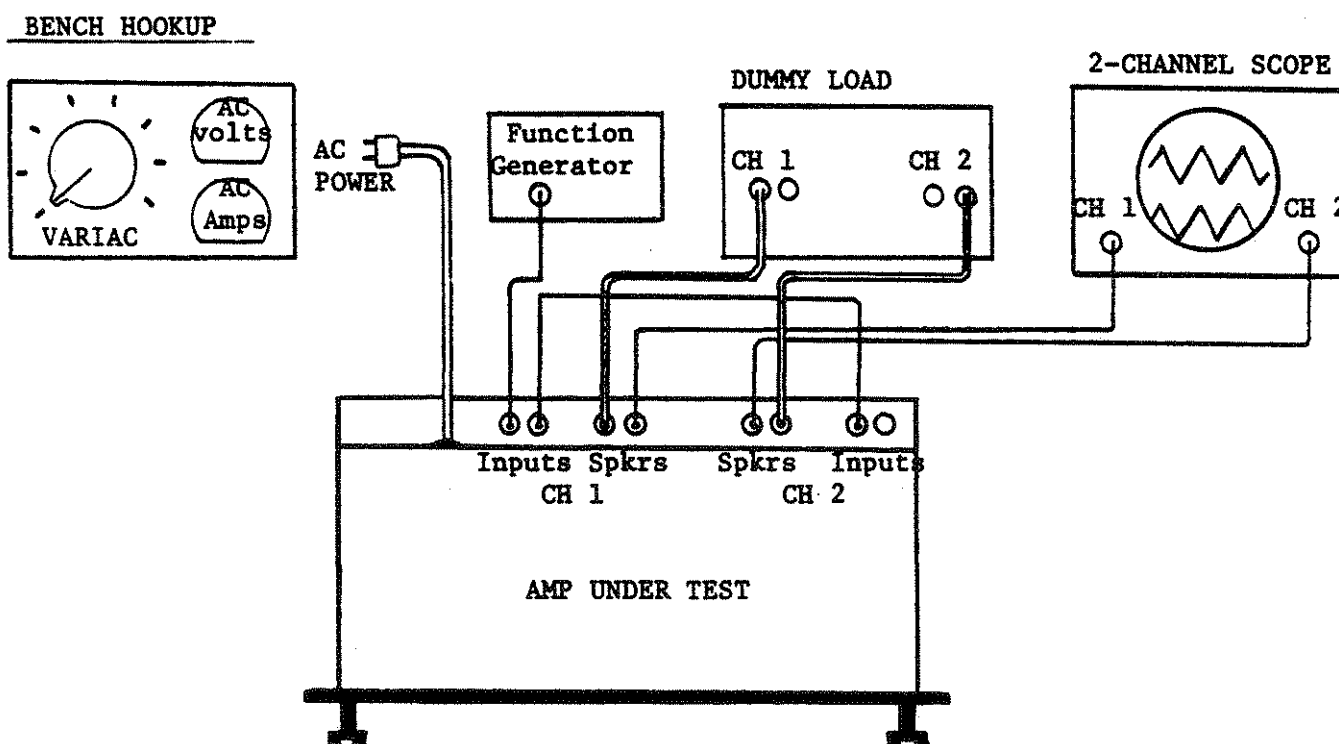 BENCH HOOKUP
AC
volts
AC
Amps
VARIAC
AC
POWER
Function
Generator
DUMMY LOAD
CH 1
CH 2
2-CHANNEL SCOPE
CH 1
CH 2
Inputs Spkrs
CH 1
Spkrs Inputs
CH 2
AMP UNDER TEST